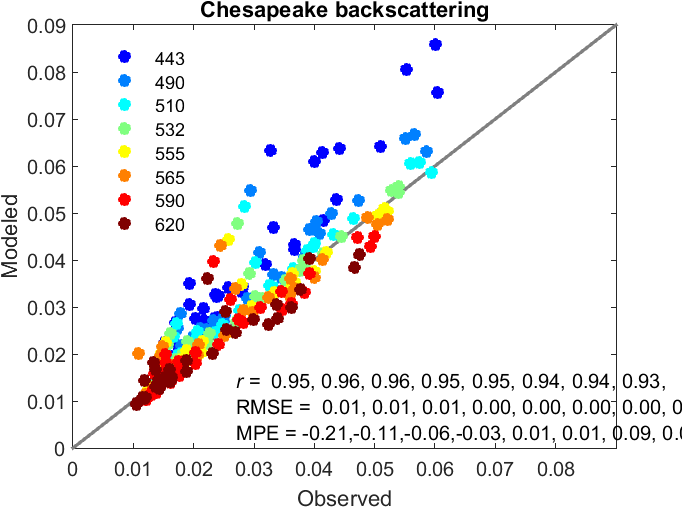 Chesapeake backscattering
0.09
0.08
0.07
0.06
0.05
0.04
0.03
0.02
0.01
0
Modeled
443
490
510
532
555
565
590
620
r = 0.95, 0.96, 0.96, 0.95, 0.95, 0.94, 0.94, 0.93,
RMSE = 0.01, 0.01, 0.01, 0.00, 0.00, 0.00, 0.00, 0
MPE = -0.21,-0.11,-0.06,-0.03, 0.01, 0.01, 0.09, 0.0
0 0.01 0.02 0.03 0.04 0.05 0.06 0.07 0.08
Observed